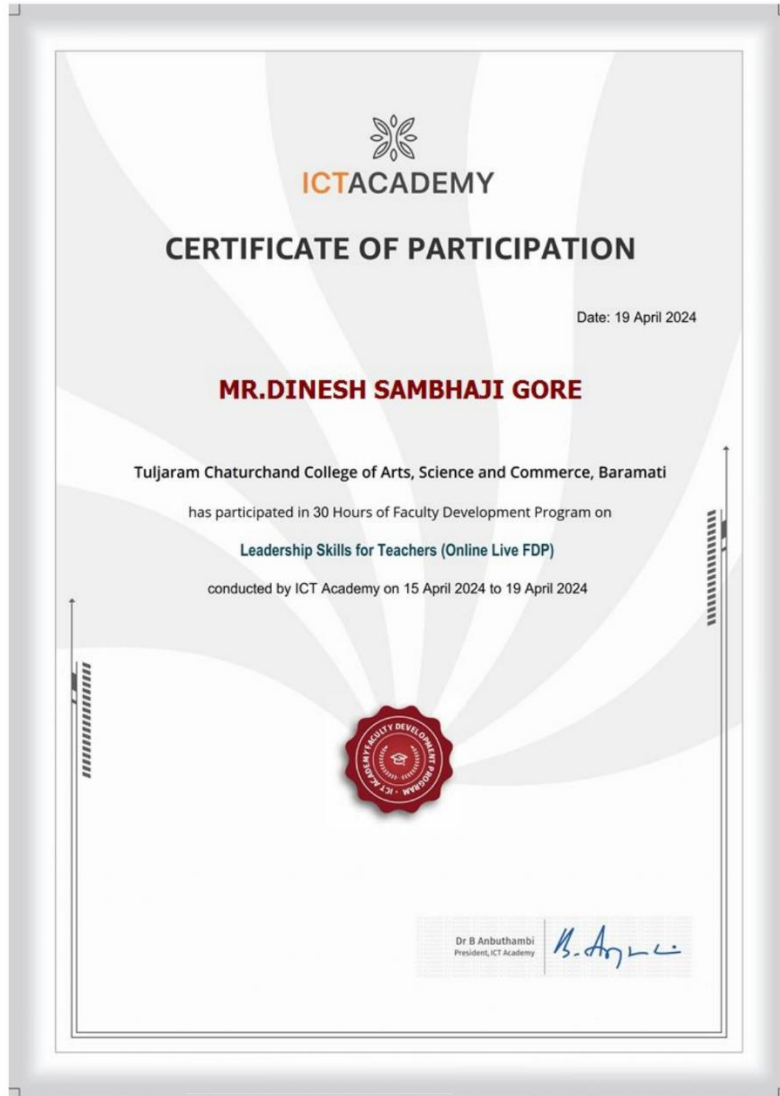 ICTACADEMY
CERTIFICATE OF PARTICIPATION
Date: 19 April 2024
MR.DINESH SAMBHAJI GORE
Tuljaram Chaturchand College of Arts, Science and Commerce, Baramati
has participated in 30 Hours of Faculty Development Program on
Leadership Skills for Teachers (Online Live FDP)
conducted by ICT Academy on 15 April 2024 to 19 April 2024
FACULTY DEVELOPMENT PROGRAM • ICT ACADEMY
Dr B Anbuthambi
President, ICT Academy